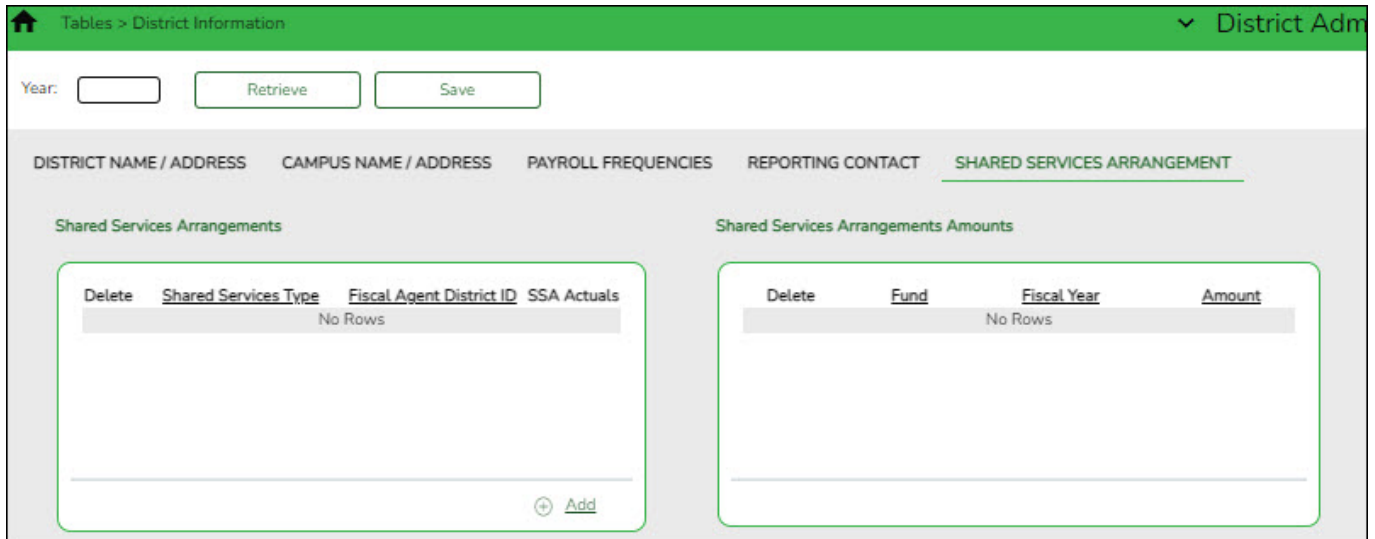 Tables > District Information
District Adm
Year:
Retrieve
Save
DISTRICT NAME / ADDRESS
CAMPUS NAME / ADDRESS
PAYROLL FREQUENCIES
REPORTING CONTACT
SHARED SERVICES ARRANGEMENT
Shared Services Arrangements
Delete Shared Services Type Fiscal Agent District ID SSA Actuals
No Rows
Add
Shared Services Arrangements Amounts
Delete Fund Fiscal Year Amount
No Rows